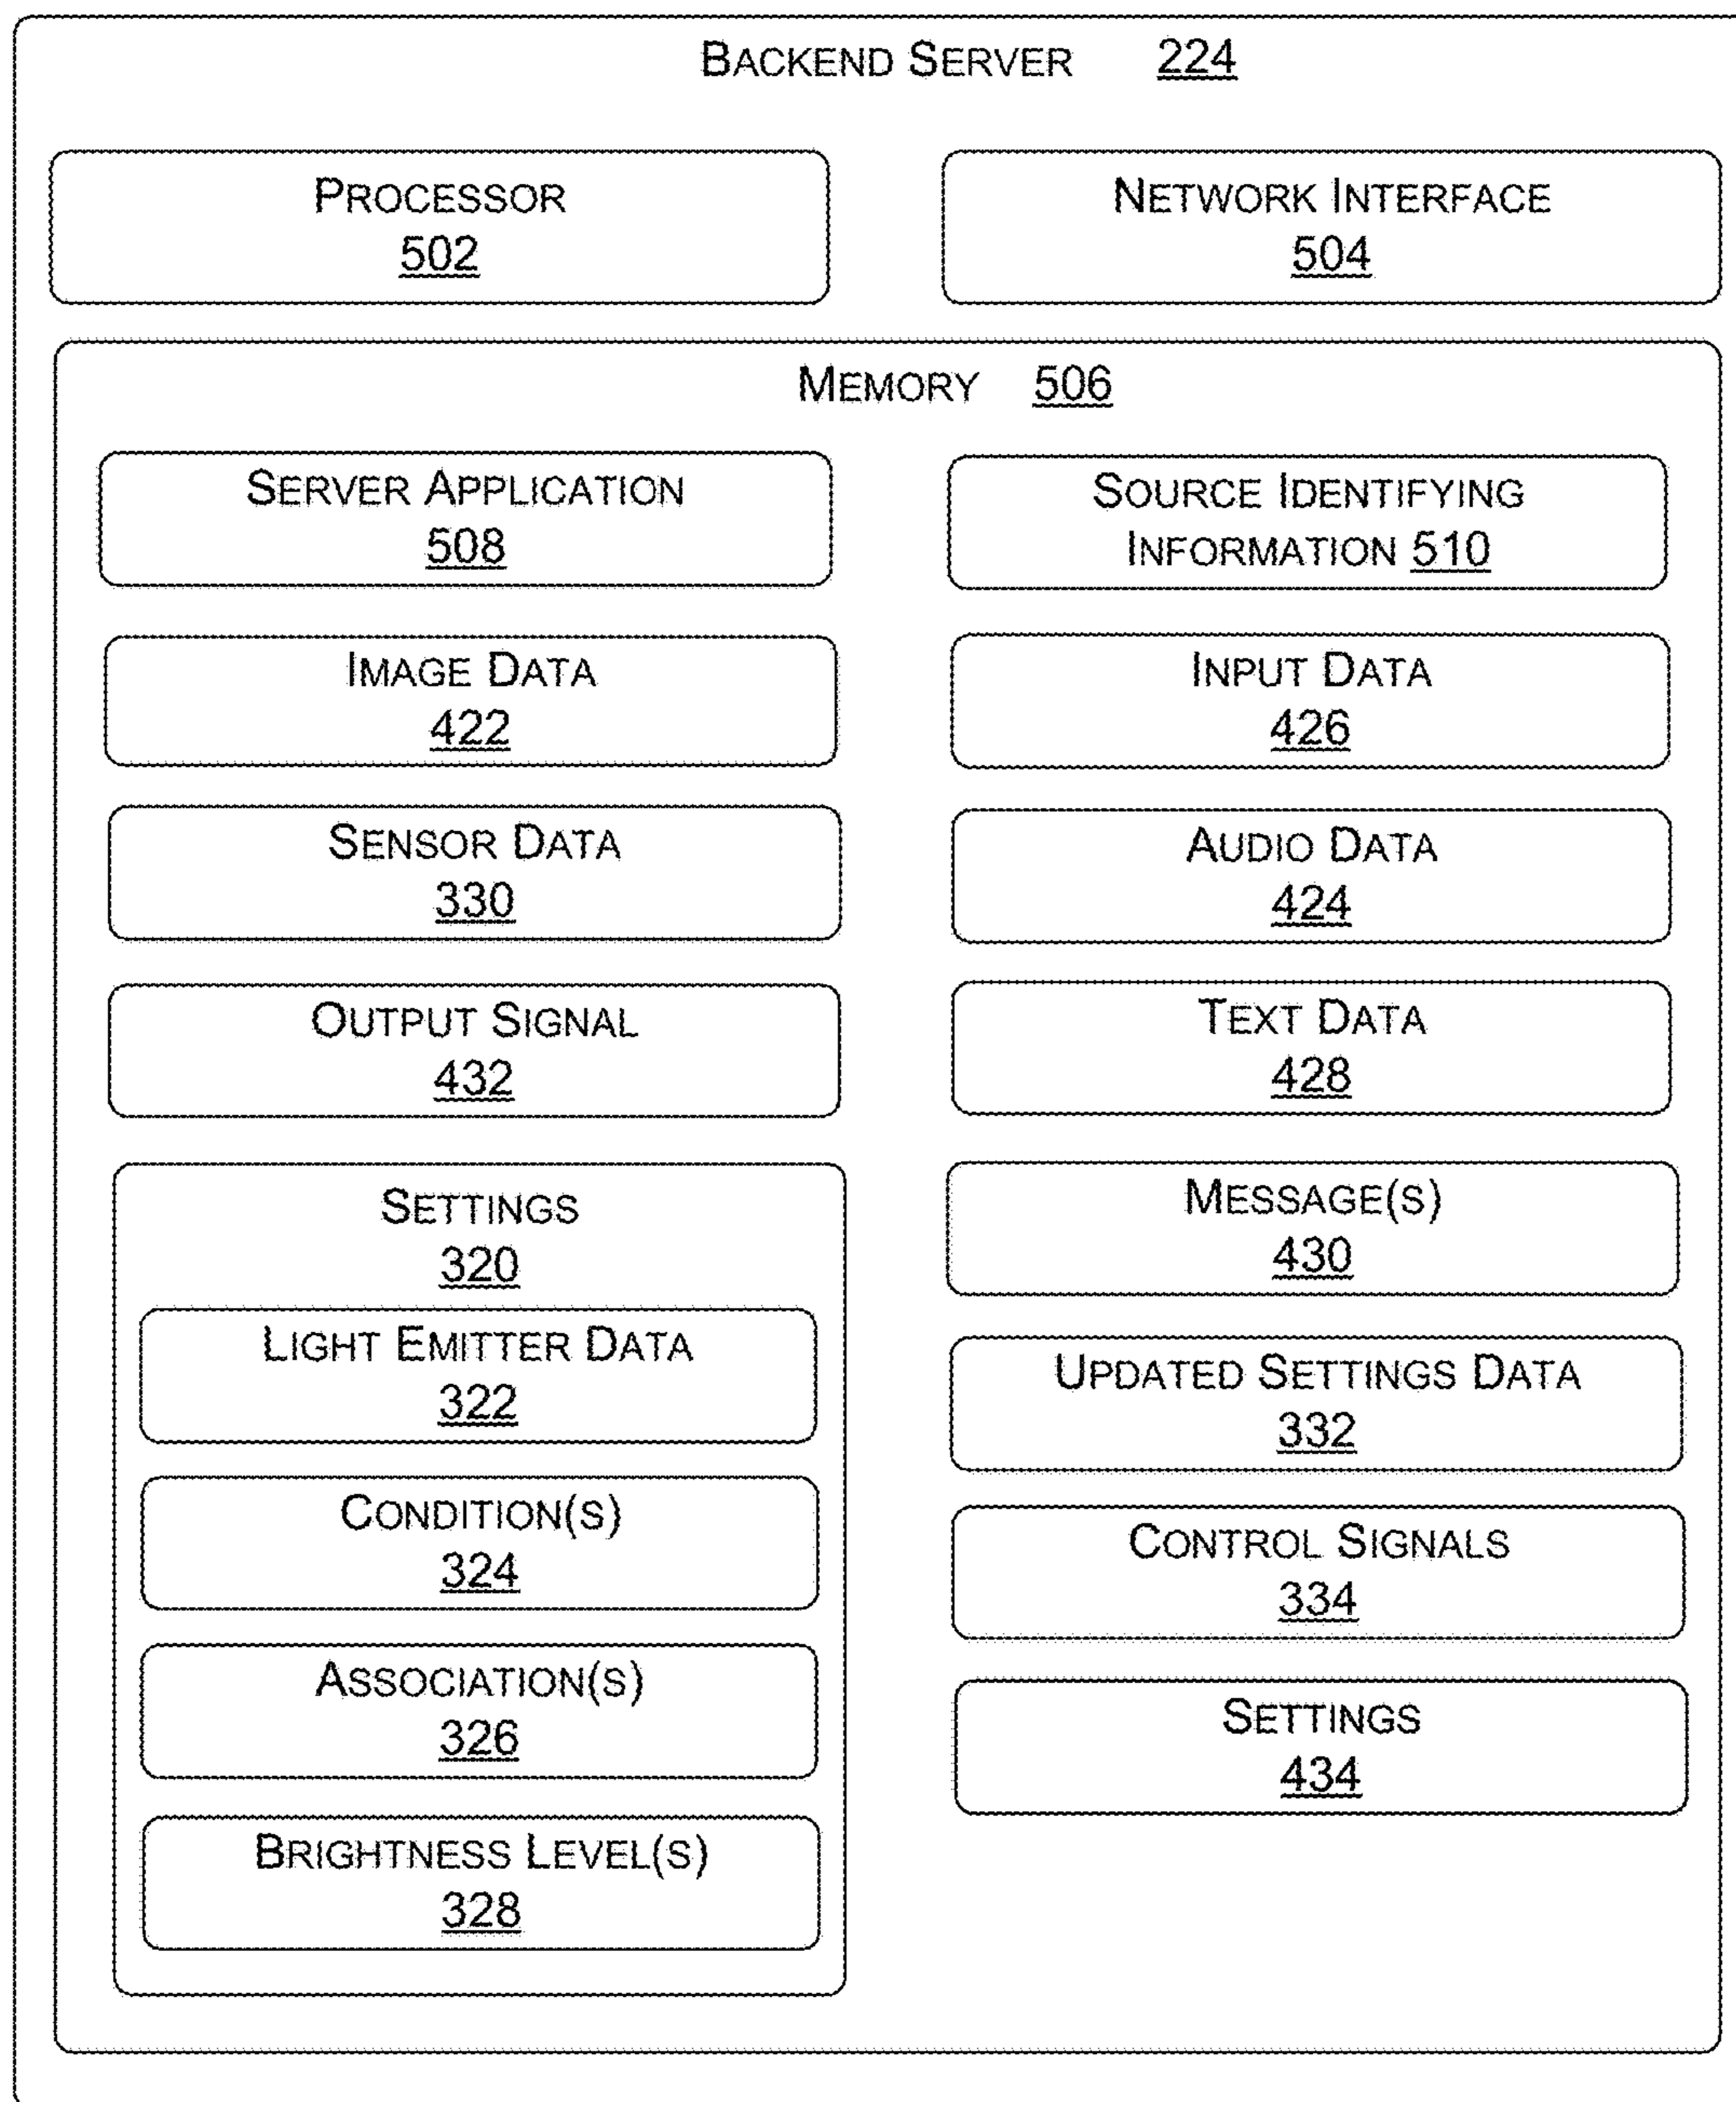 BACKEND SERVER 224
PROCESSOR
502
NETWORK INTERFACE
504
MEMORY 506
SERVER APPLICATION
508
SOURCE IDENTIFYING
INFORMATION 510
IMAGE DATA
422
INPUT DATA
426
SENSOR DATA
330
AUDIO DATA
424
OUTPUT SIGNAL
432
TEXT DATA
428
SETTINGS
320
LIGHT EMITTER DATA
322
CONDITION(S)
324
ASSOCIATION(S)
326
BRIGHTNESS LEVEL(S)
328
MESSAGE(S)
430
UPDATED SETTINGS DATA
332
CONTROL SIGNALS
334
SETTINGS
434